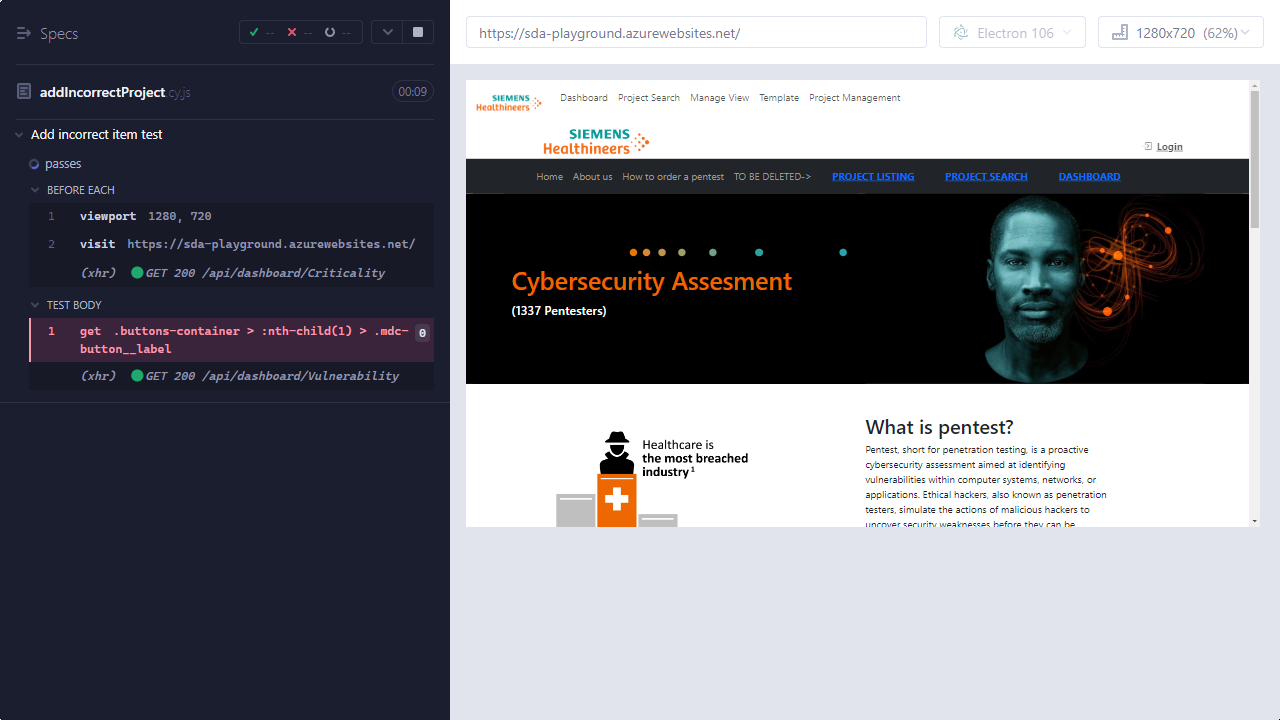 Specs
-- -- --
addIncorrectProject cy.js
00:09
Add incorrect item test
passes
BEFORE EACH
1 viewport 1280, 720
2 visit https://sda-playground.azurewebsites.net/
(xhr) GET 200 /api/dashboard/Criticality
TEST BODY
1 get .buttons-container > :nth-child(1) > .mdc-
button__label
0
(xhr) GET 200 /api/dashboard/Vulnerability
https://sda-playground.azurewebsites.net/
Electron 106
1280x720 (62%)
SIEMENS
Healthineers
Dashboard Project Search Manage View Template Project Management
SIEMENS
Healthineers
Login
Home About us How to order a pentest TO BE DELETED-> PROJECT LISTING PROJECT SEARCH DASHBOARD
Cybersecurity Assesment
(1337 Pentesters)
Healthcare is
the most breached
industry 1
What is pentest?
Pentest, short for penetration testing, is a proactive
cybersecurity assessment aimed at identifying
vulnerabilities within computer systems, networks, or
applications. Ethical hackers, also known as penetration
testers, simulate the actions of malicious hackers to
uncover security weaknesses before they can be